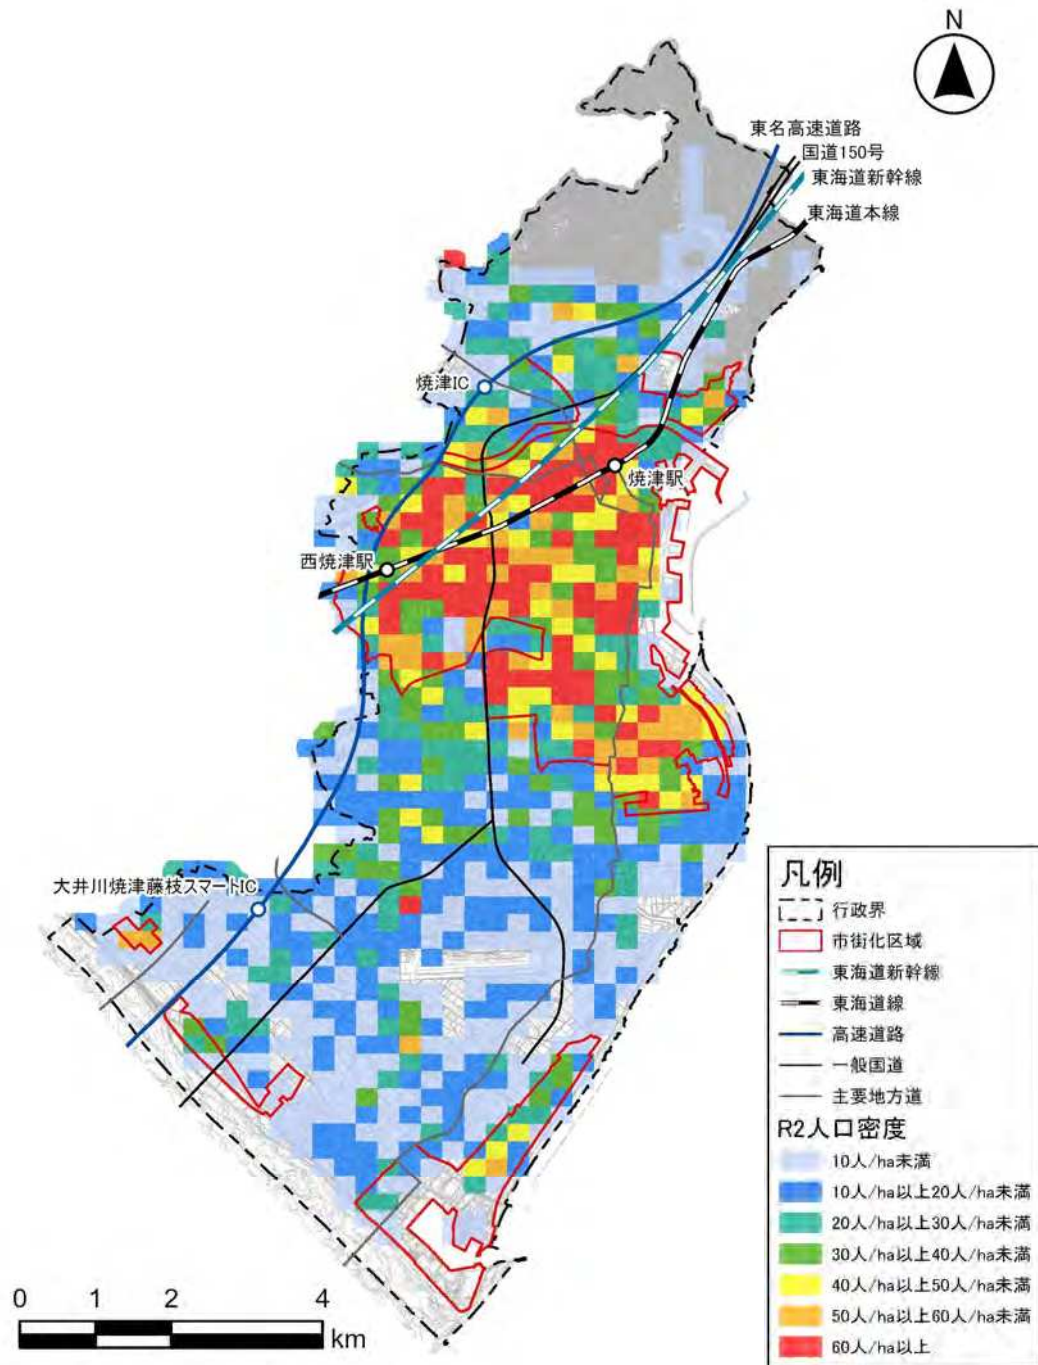 N
東名高速道路
国道150号
東海道新幹線
東海道本線
焼津IC
焼津駅
西焼津駅
大井川焼津藤枝スマートIC
凡例
行政界
市街化区域
東海道新幹線
東海道線
高速道路
一般国道
主要地方道
R2人口密度
10人/ha未満
10人/ha以上20人/ha未満
20人/ha以上30人/ha未満
30人/ha以上40人/ha未満
40人/ha以上50人/ha未満
50人/ha以上60人/ha未満
60人/ha以上
0 1 2 4
km